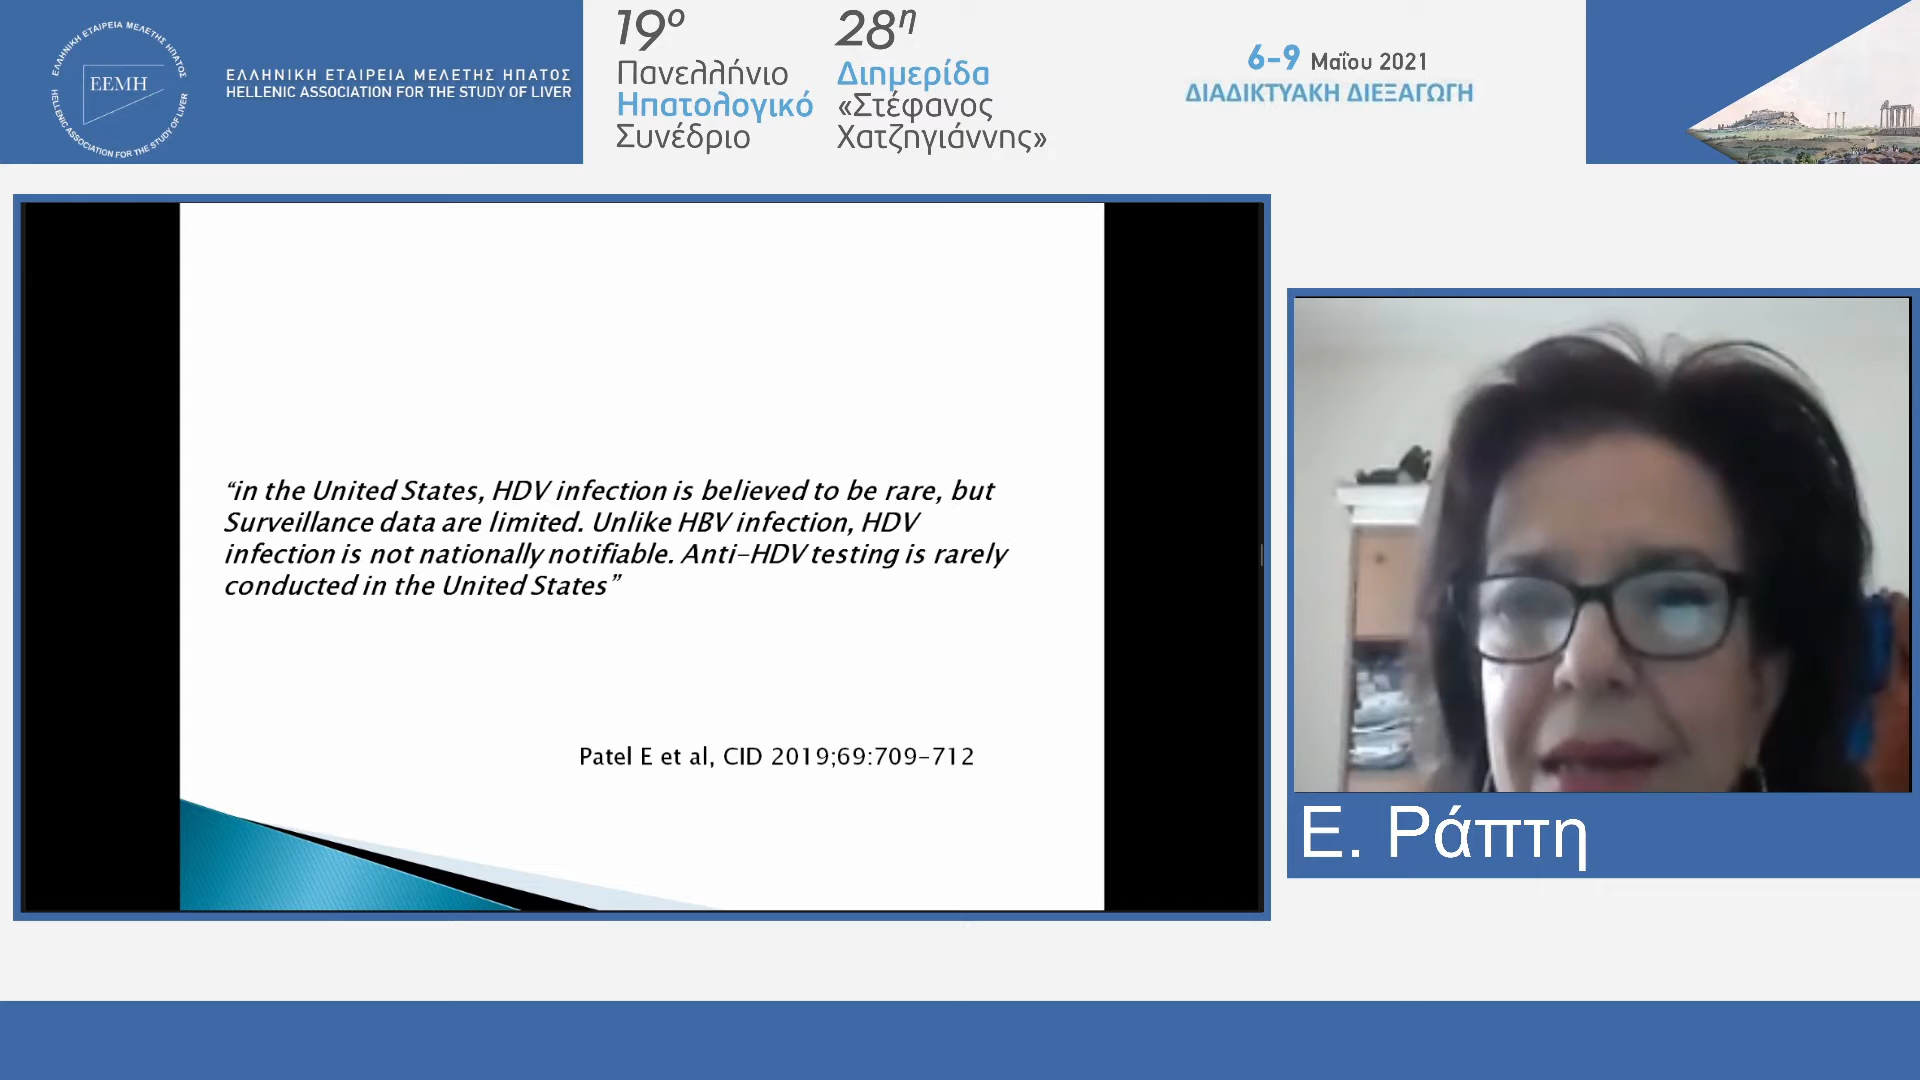 ΕΛΛΗΝΙΚΗ ΕΤΑΙΡΕΙΑ ΜΕΛΕΤΗΣ ΗΠΑΤΟΣ
ΕΕΜΗ
HELLENIC ASSOCIATION FOR THE STUDY OF LIVER
ΕΛΛΗΝΙΚΗ ΕΤΑΙΡΕΙΑ ΜΕΛΕΤΗΣ ΗΠΑΤΟΣ
HELLENIC ASSOCIATION FOR THE STUDY OF LIVER
19ο
Πανελλήνιο
Ηπατολογικό
Συνέδριο
28η
Διημερίδα
«Στέφανος
Χατζηγιάννης»
6-9 Μαΐου 2021
ΔΙΑΔΙΚΤΥΑΚΗ ΔΙΕΞΑΓΩΓΗ
“in the United States, HDV infection is believed to be rare, but
Surveillance data are limited. Unlike HBV infection, HDV
infection is not nationally notifiable. Anti-HDV testing is rarely
conducted in the United States”
Patel E et al, CID 2019;69:709-712
Ε. Ράπτη